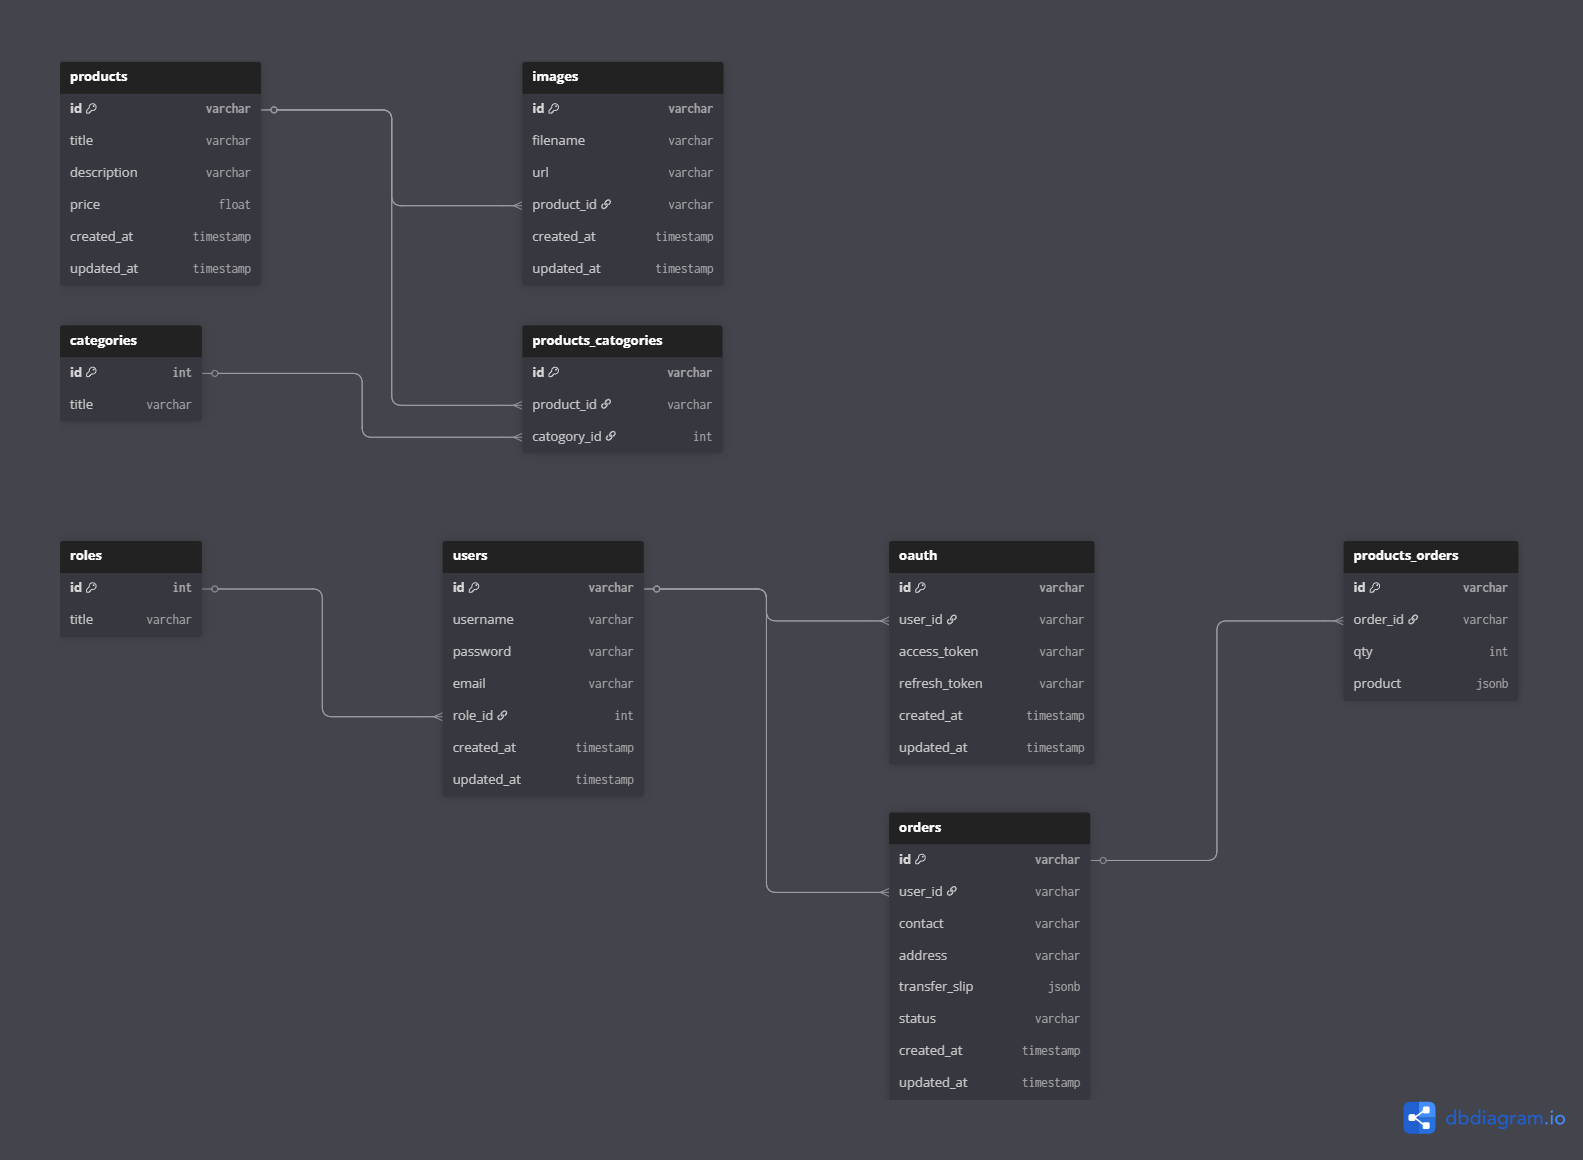 products
id varchar
title varchar
description varchar
price float
created_at timestamp
updated_at timestamp
images
id varchar
filename varchar
url varchar
product_id varchar
created_at timestamp
updated_at timestamp
categories
id int
title varchar
products_catogories
id varchar
product_id varchar
catogory_id int
roles
id int
title varchar
users
id varchar
username varchar
password varchar
email varchar
role_id int
created_at timestamp
updated_at timestamp
oauth
id varchar
user_id varchar
access_token varchar
refresh_token varchar
created_at timestamp
updated_at timestamp
products_orders
id varchar
order_id varchar
qty int
product jsonb
orders
id varchar
user_id varchar
contact varchar
address varchar
transfer_slip jsonb
status varchar
created_at timestamp
updated_at timestamp
dbdiagram.io